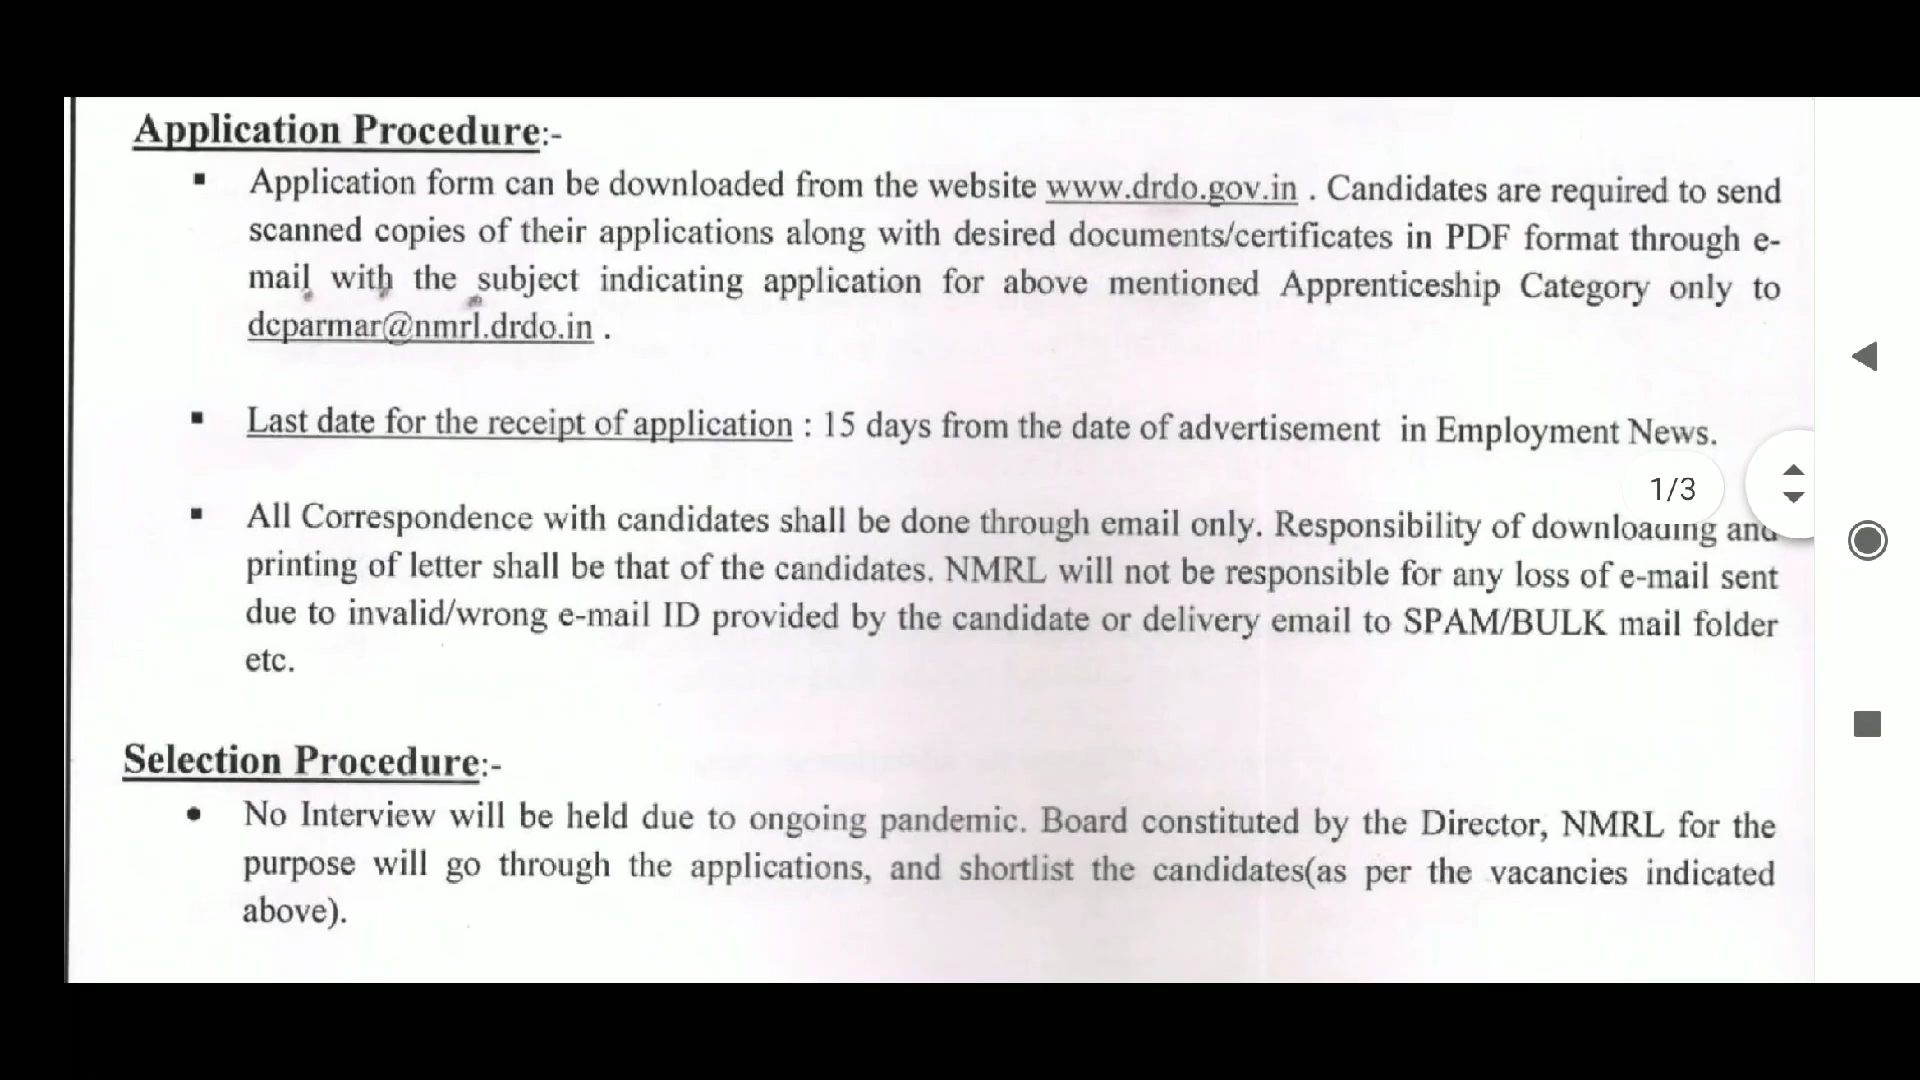 Application Procedure:-
▪ Application form can be downloaded from the website www.drdo.gov.in . Candidates are required to send
scanned copies of their applications along with desired documents/certificates in PDF format through e-
mail with the subject indicating application for above mentioned Apprenticeship Category only to
dcparmar@nmrl.drdo.in .
▪ Last date for the receipt of application : 15 days from the date of advertisement in Employment News.
1/3
▪ All Correspondence with candidates shall be done through email only. Responsibility of downloading and
printing of letter shall be that of the candidates. NMRL will not be responsible for any loss of e-mail sent
due to invalid/wrong e-mail ID provided by the candidate or delivery email to SPAM/BULK mail folder
etc.
Selection Procedure:-
• No Interview will be held due to ongoing pandemic. Board constituted by the Director, NMRL for the
purpose will go through the applications, and shortlist the candidates(as per the vacancies indicated
above).